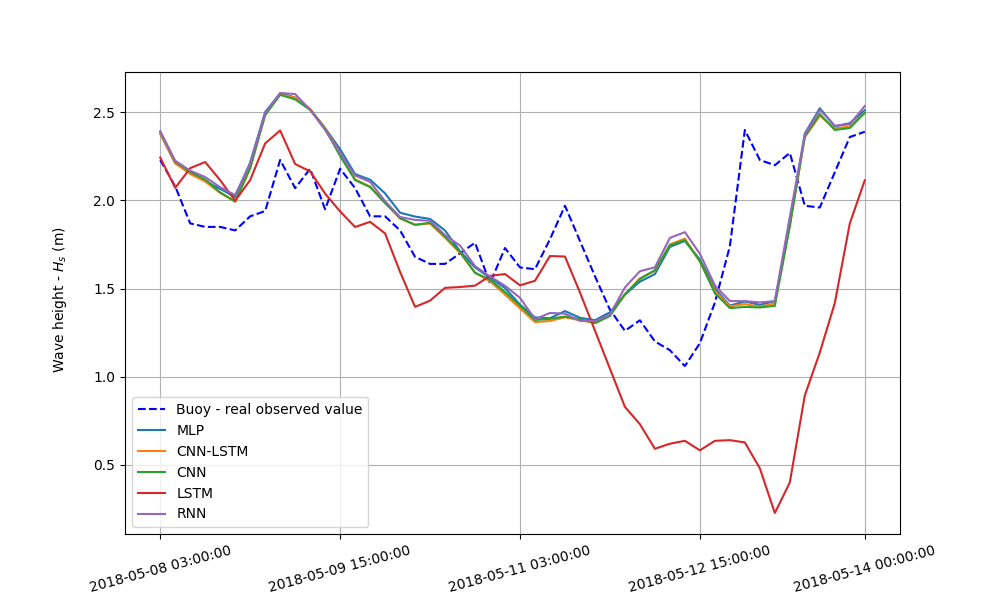 2.5
2.0
1.5
1.0
0.5
Wave height - Hs (m)
Buoy - real observed value
MLP
CNN-LSTM
CNN
LSTM
RNN
2018-05-08 03:00:00
2018-05-09 15:00:00
2018-05-11 03:00:00
2018-05-12 15:00:00
2018-05-14 00:00:00